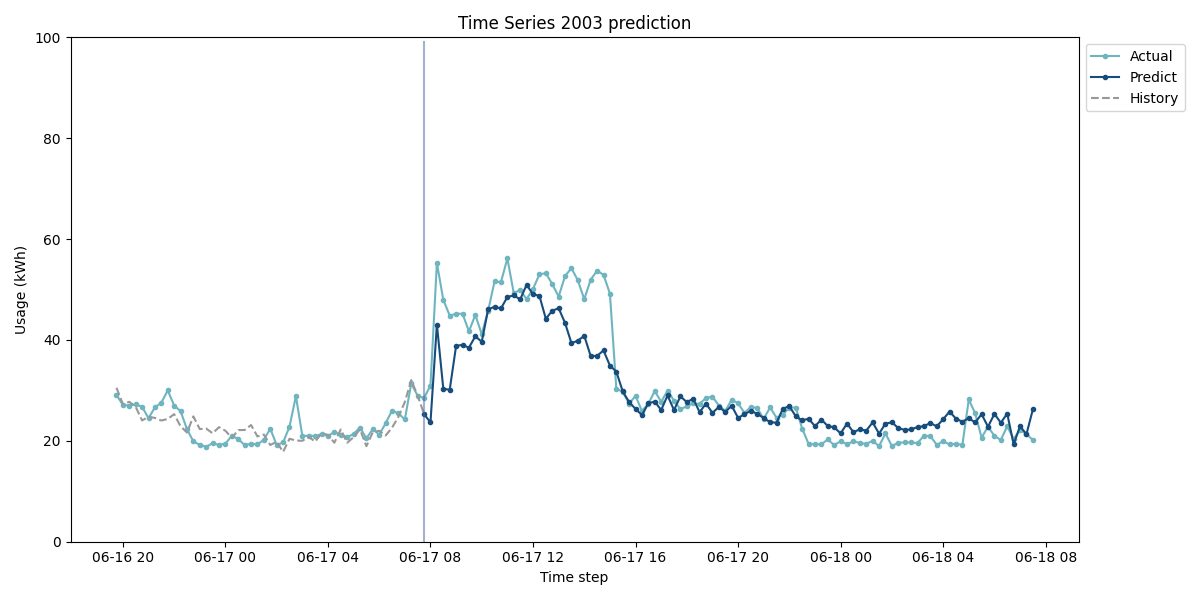 Time Series 2003 prediction
100
80
60
40
20
0
Usage (kWh)
06-16 20
06-17 00
06-17 04
06-17 08
06-17 12
06-17 16
06-17 20
06-18 00
06-18 04
06-18 08
Time step
Actual
Predict
History